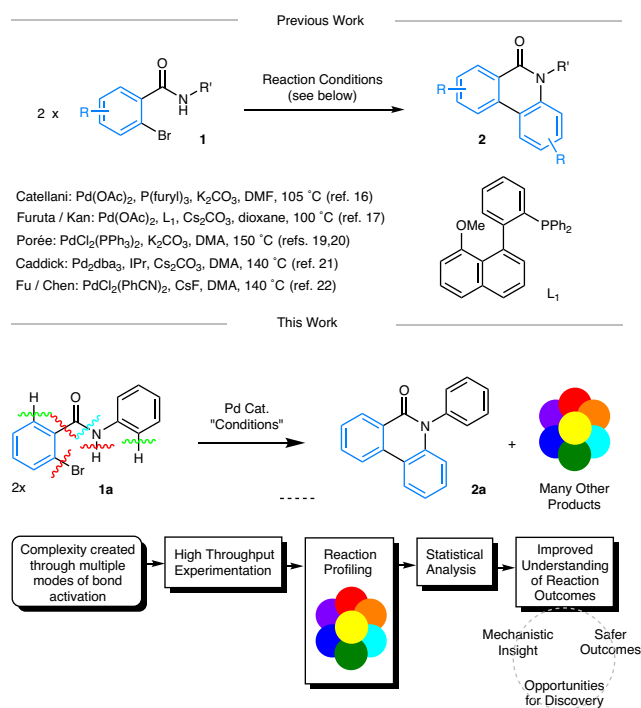 Previous Work
O
N
H
R'
2 x
R
Br
1
Reaction Conditions
(see below)
O
N
R'
R
2
R
Catellani: Pd(OAc)2, P(furyl)3, K2CO3, DMF, 105 ˚C (ref. 16)
Furuta / Kan: Pd(OAc)2, L1, Cs2CO3, dioxane, 100 ˚C (ref. 17)
Porée: PdCl2(PPh3)2, K2CO3, DMA, 150 ˚C (refs. 19,20)
Caddick: Pd2dba3, IPr, Cs2CO3, DMA, 140 ˚C (ref. 21)
Fu / Chen: PdCl2(PhCN)2, CsF, DMA, 140 ˚C (ref. 22)
OMe
PPh2
L1
This Work
H
O
N
H
H
Br
2x
1a
Pd Cat.
"Conditions"
O
N
2a
+
Many Other
Products
Complexity created
through multiple
modes of bond
activation
High Throughput
Experimentation
Reaction
Profiling
Statistical
Analysis
Improved
Understanding
of Reaction
Outcomes
Mechanistic
Insight
Safer
Outcomes
Opportunities
for Discovery